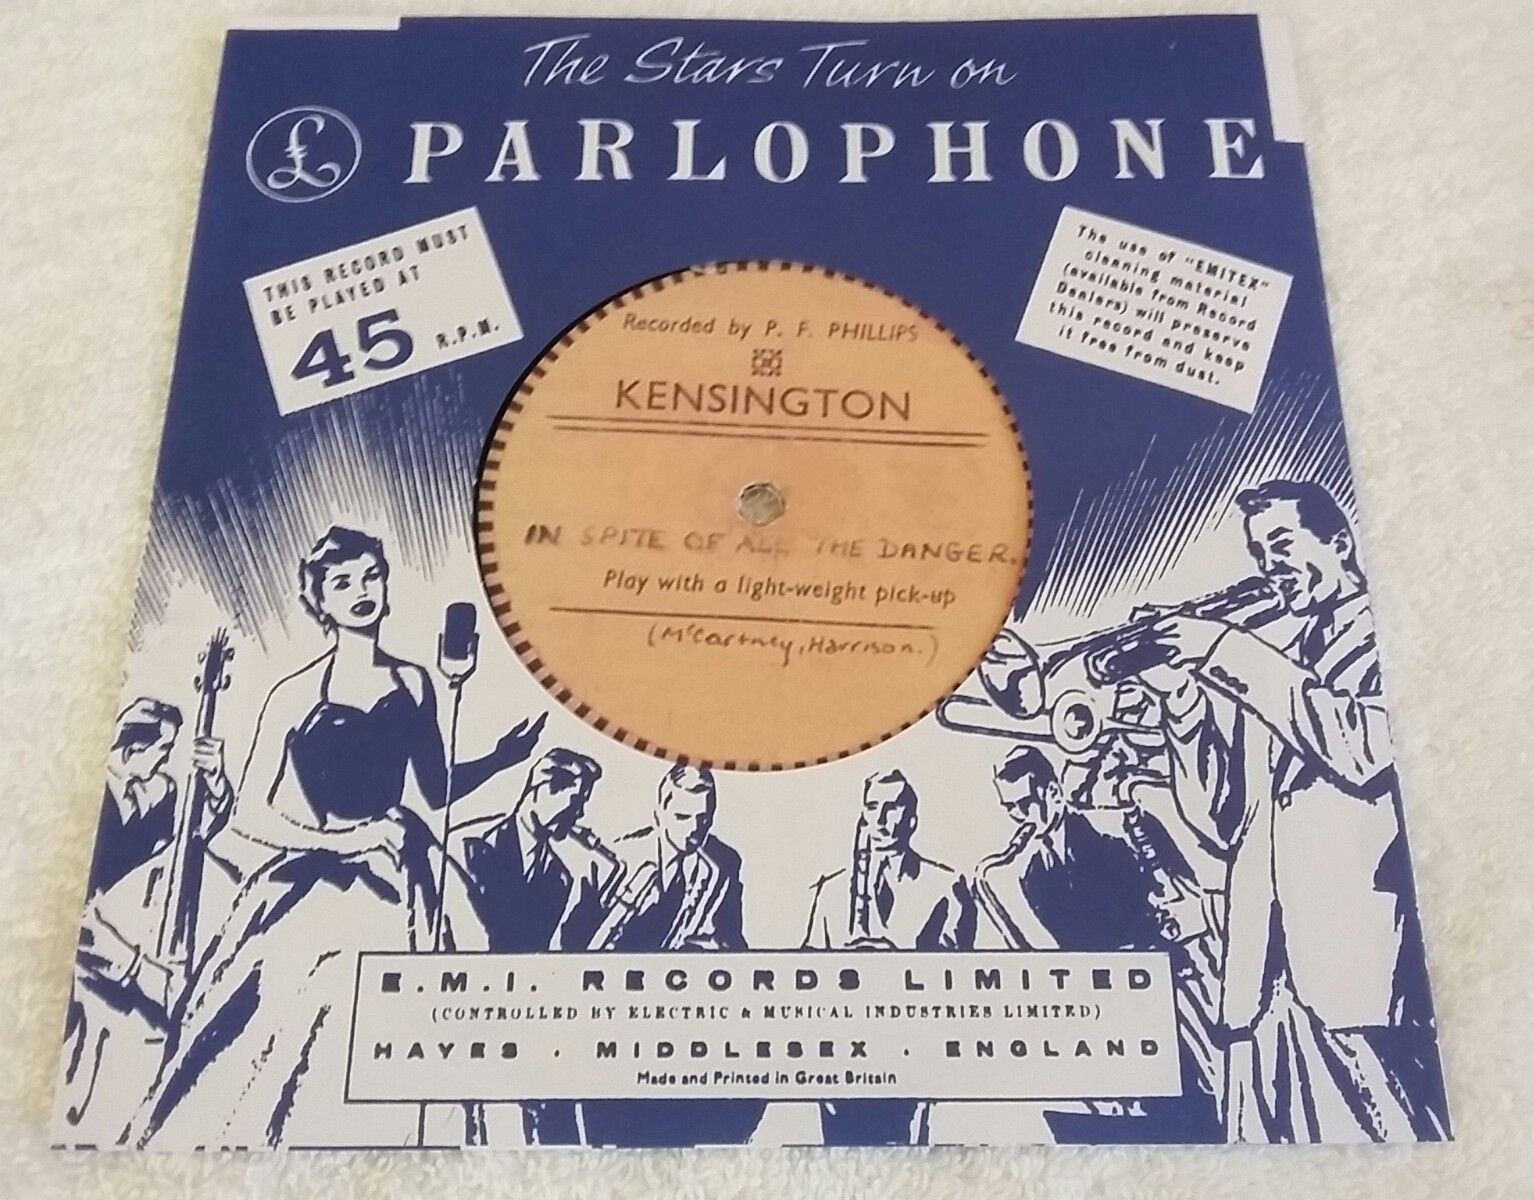 The Stars Turn on
£ PARLOPHONE
THIS RECORD MUST
BE PLAYED AT
45 R.P.M.
The use of "EMITEX"
cleaning material
(available from Record
Dealers) will preserve
this record and keep
it free from dust.
Recorded by P. F. PHILLIPS
KENSINGTON
IN SPITE OF ALL THE DANGER.
Play with a light-weight pick-up
(McCartney, Harrison.)
E.M.I. RECORDS LIMITED
(CONTROLLED BY ELECTRIC & MUSICAL INDUSTRIES LIMITED)
HAYES · MIDDLESEX · ENGLAND
Made and Printed in Great Britain